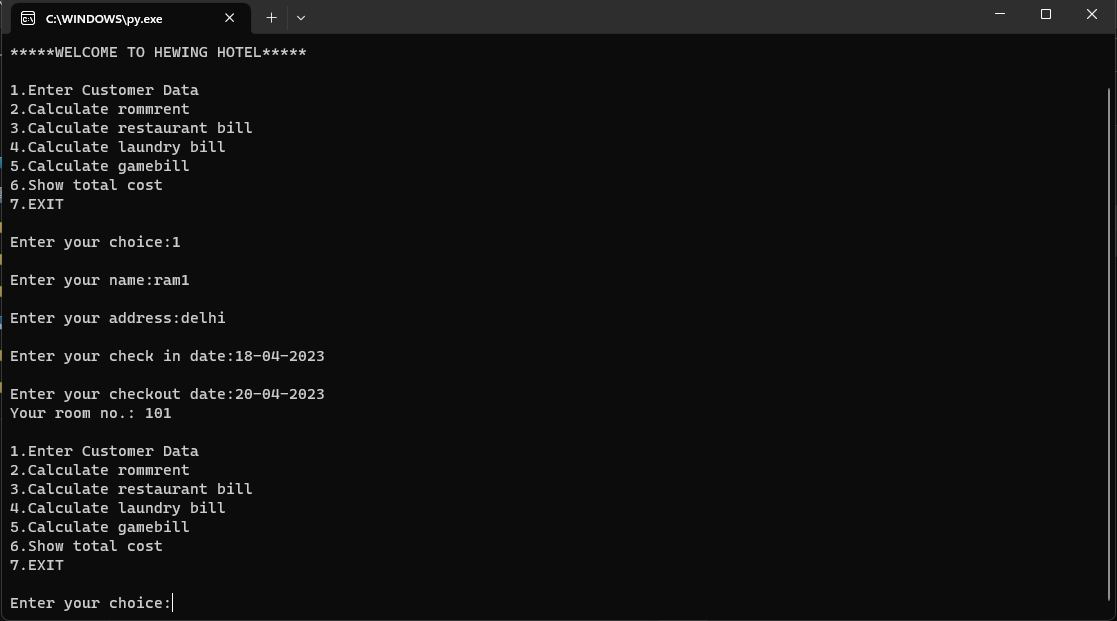 C:\WINDOWS\py.exe
*****WELCOME TO HEWING HOTEL*****
1.Enter Customer Data
2.Calculate rommrent
3.Calculate restaurant bill
4.Calculate laundry bill
5.Calculate gamebill
6.Show total cost
7.EXIT
Enter your choice:1
Enter your name:ram1
Enter your address:delhi
Enter your check in date:18-04-2023
Enter your checkout date:20-04-2023
Your room no.: 101
1.Enter Customer Data
2.Calculate rommrent
3.Calculate restaurant bill
4.Calculate laundry bill
5.Calculate gamebill
6.Show total cost
7.EXIT
Enter your choice: